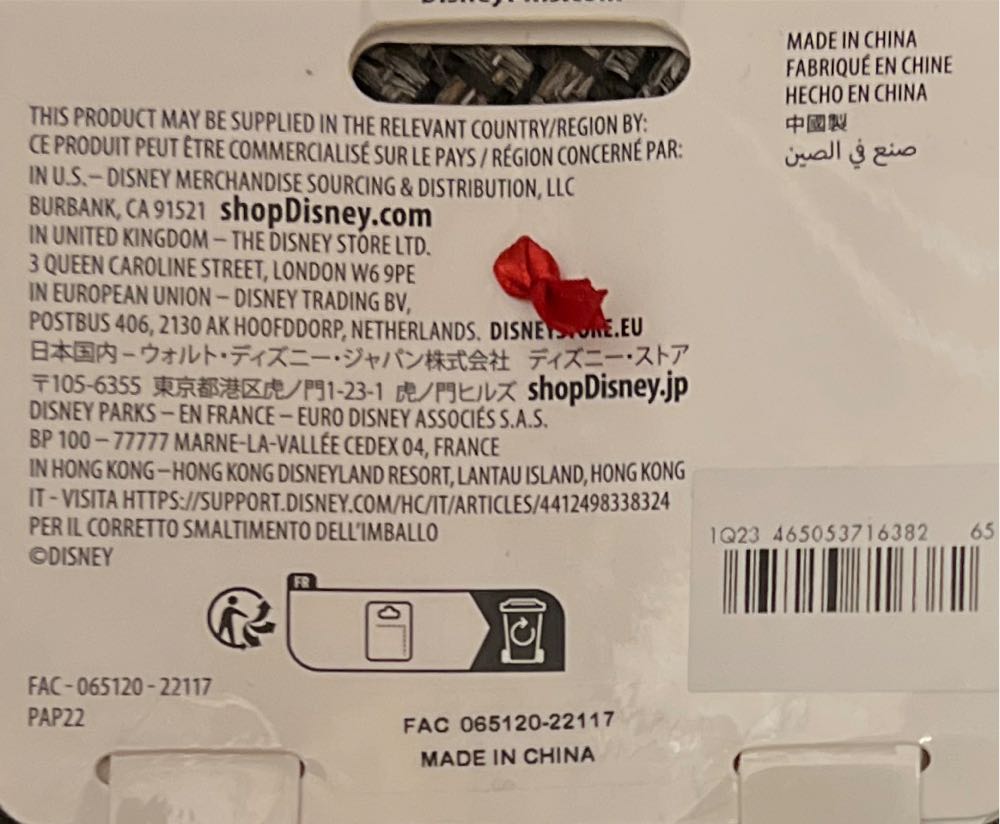 MADE IN CHINA
FABRIQUÉ EN CHINE
HECHO EN CHINA
中國製
صنع في الصين
THIS PRODUCT MAY BE SUPPLIED IN THE RELEVANT COUNTRY/REGION BY:
CE PRODUIT PEUT ÊTRE COMMERCIALISÉ SUR LE PAYS / RÉGION CONCERNÉ PAR:
IN U.S.– DISNEY MERCHANDISE SOURCING & DISTRIBUTION, LLC
BURBANK, CA 91521 shopDisney.com
IN UNITED KINGDOM – THE DISNEY STORE LTD.
3 QUEEN CAROLINE STREET, LONDON W6 9PE
IN EUROPEAN UNION – DISNEY TRADING BV,
POSTBUS 406, 2130 AK HOOFDDORP, NETHERLANDS.
日本国内–ウォルト・ディズニー・ジャパン株式会社 ディズニー・ストア
〒105-6355 東京都港区虎ノ門1-23-1 虎ノ門ヒルズ shopDisney.jp
DISNEY PARKS – EN FRANCE – EURO DISNEY ASSOCIÉS S.A.S.
BP 100 – 77777 MARNE-LA-VALLÉE CEDEX 04, FRANCE
IN HONG KONG – HONG KONG DISNEYLAND RESORT, LANTAU ISLAND, HONG KONG
IT - VISITA HTTPS://SUPPORT.DISNEY.COM/HC/IT/ARTICLES/4412498338324
PER IL CORRETTO SMALTIMENTO DELL'IMBALLO
©DISNEY
1Q23 465053716382 65
FR
FAC - 065120 - 22117
PAP22
FAC 065120-22117
MADE IN CHINA